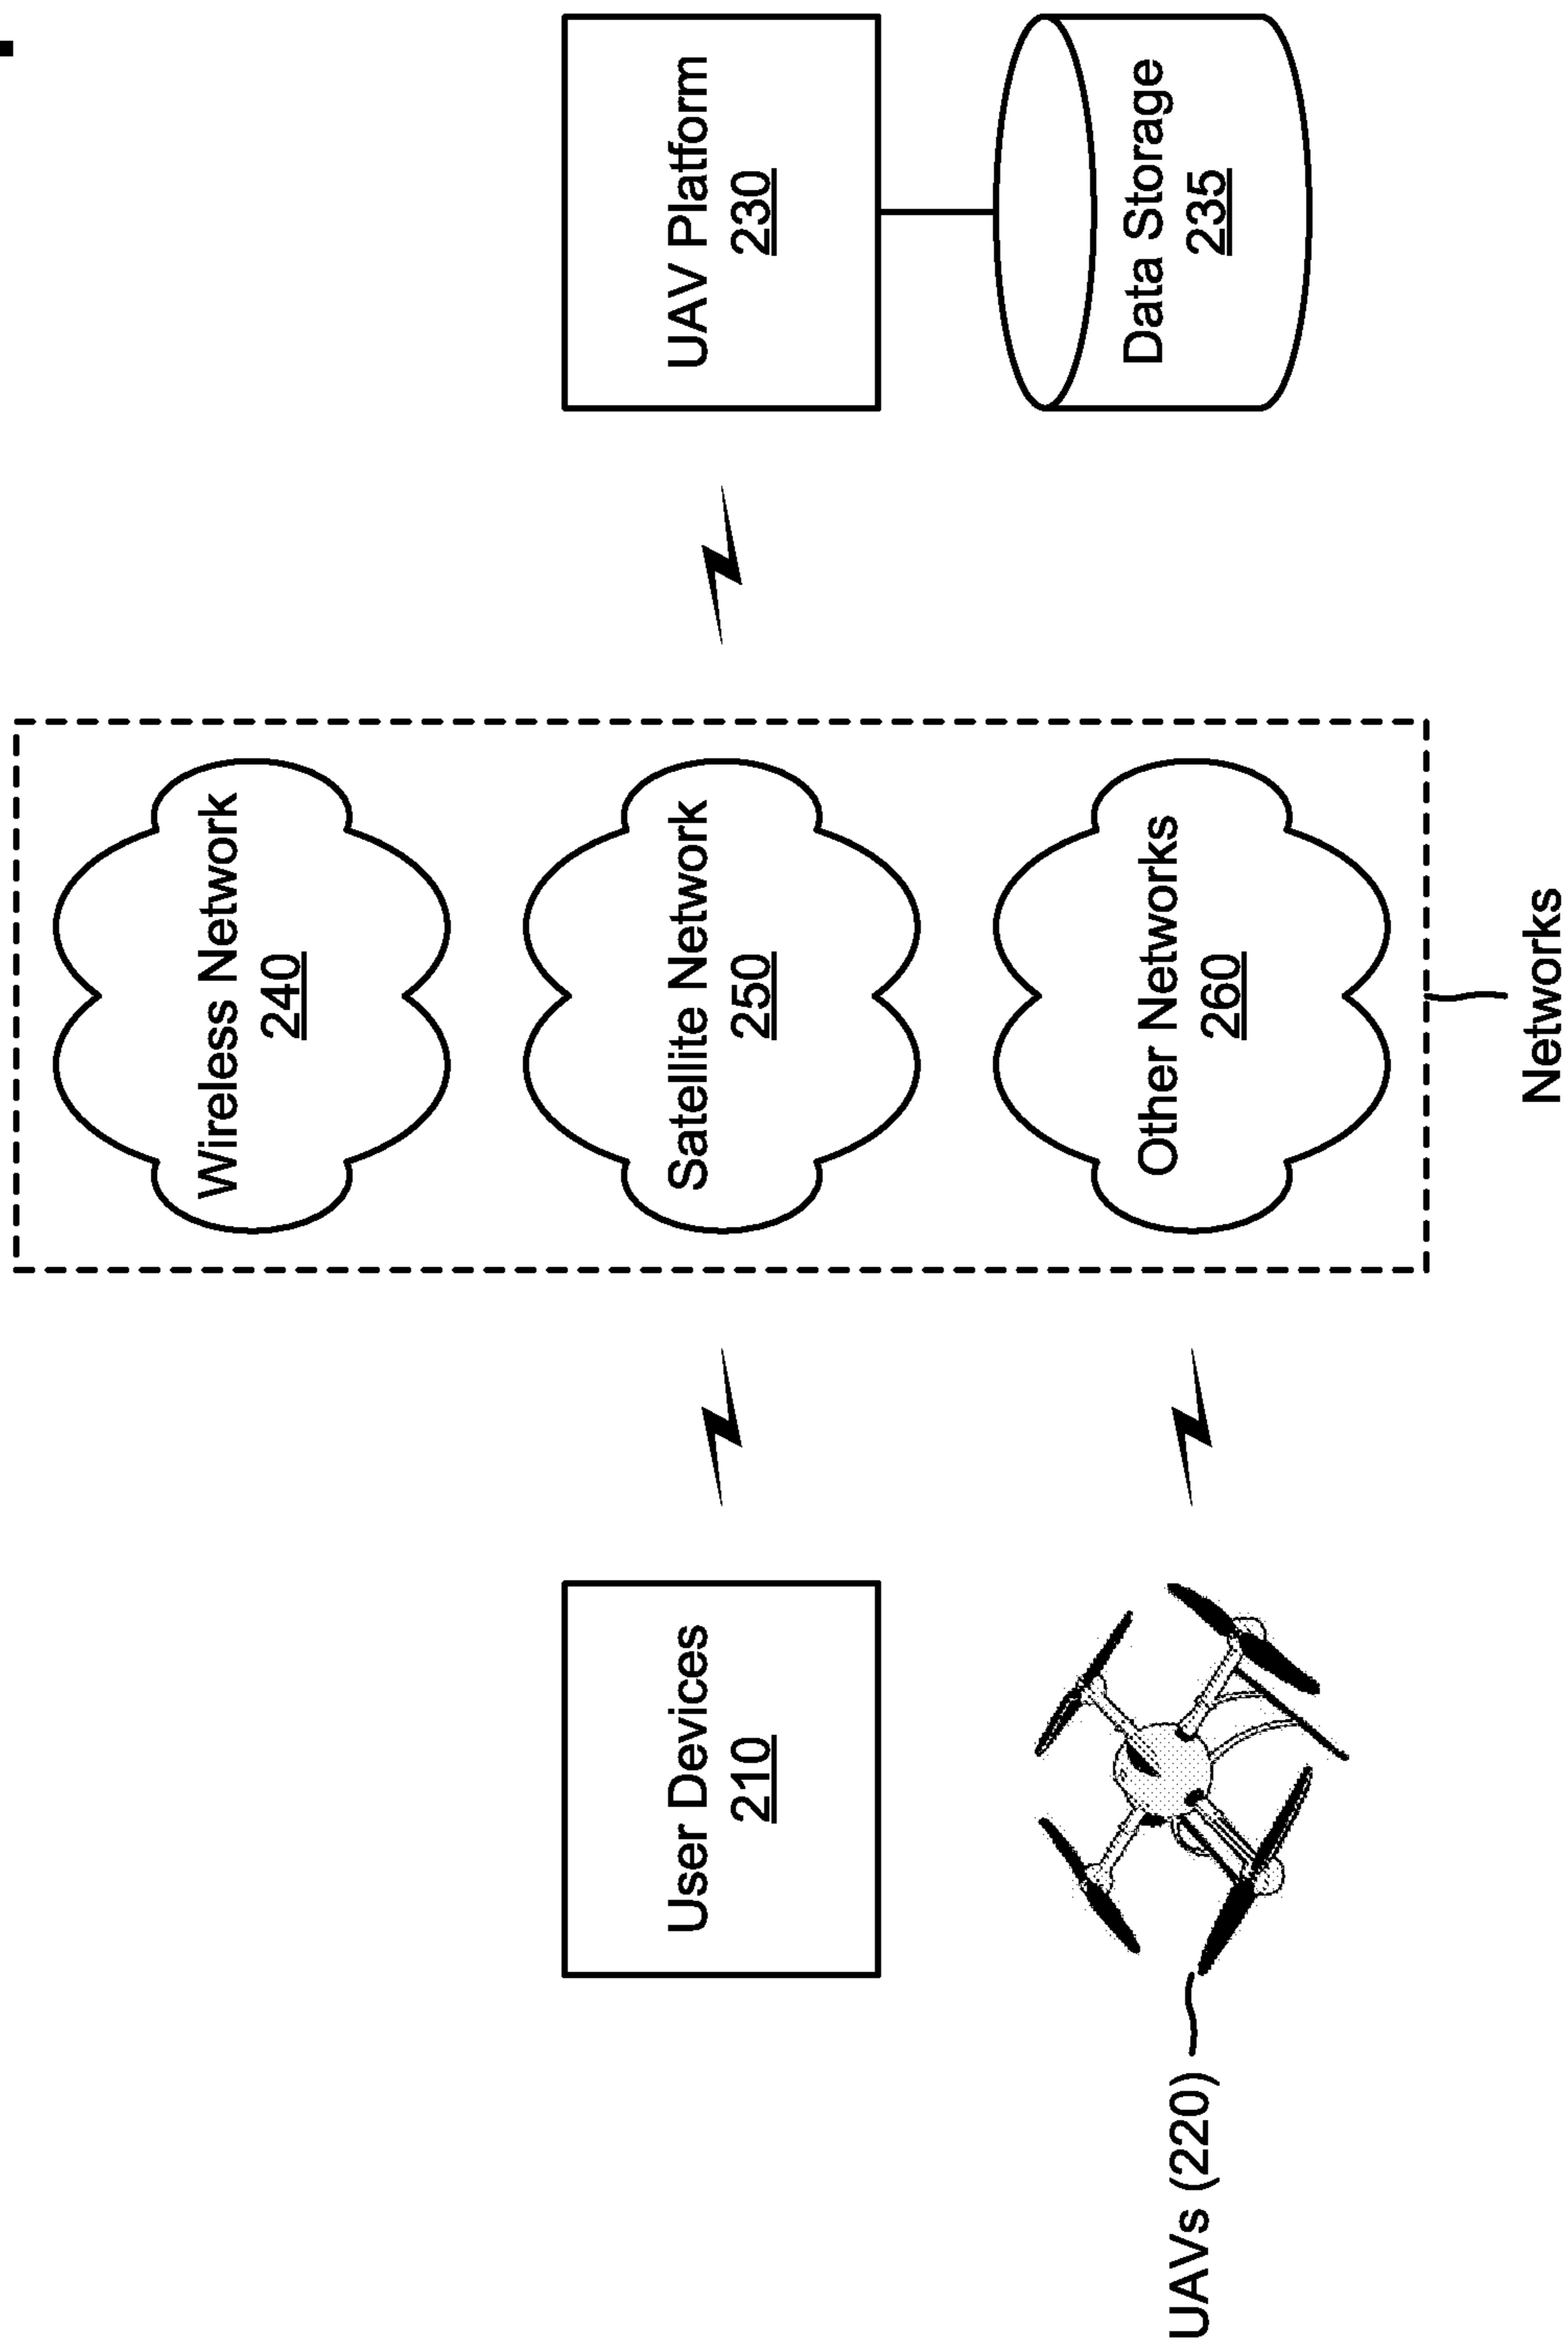 User Devices
210
UAVs (220)
Wireless Network
240
Satellite Network
250
Other Networks
260
Networks
UAV Platform
230
Data Storage
235